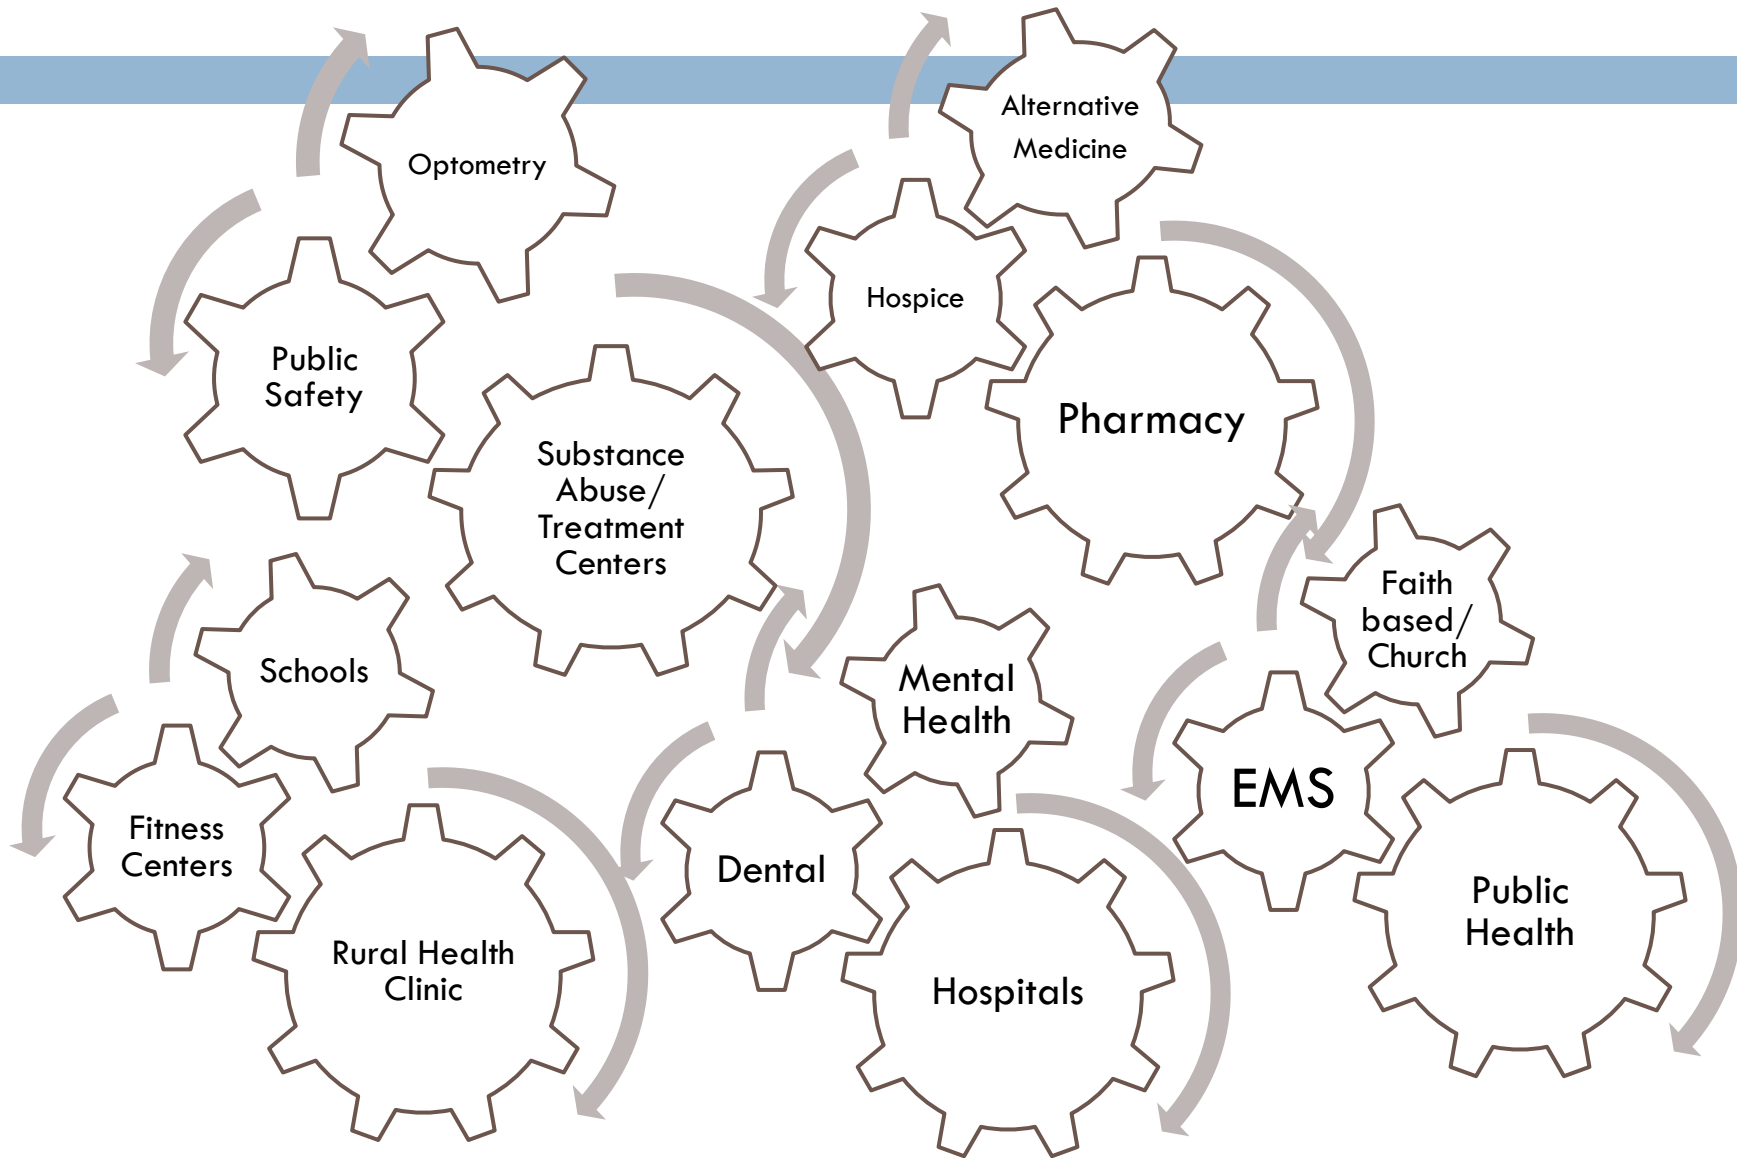 Optometry
Alternative
Medicine
Public
Safety
Hospice
Substance
Abuse/
Treatment
Centers
Pharmacy
Schools
Mental
Health
Faith
based/
Church
Fitness
Centers
Dental
EMS
Rural Health
Clinic
Hospitals
Public
Health